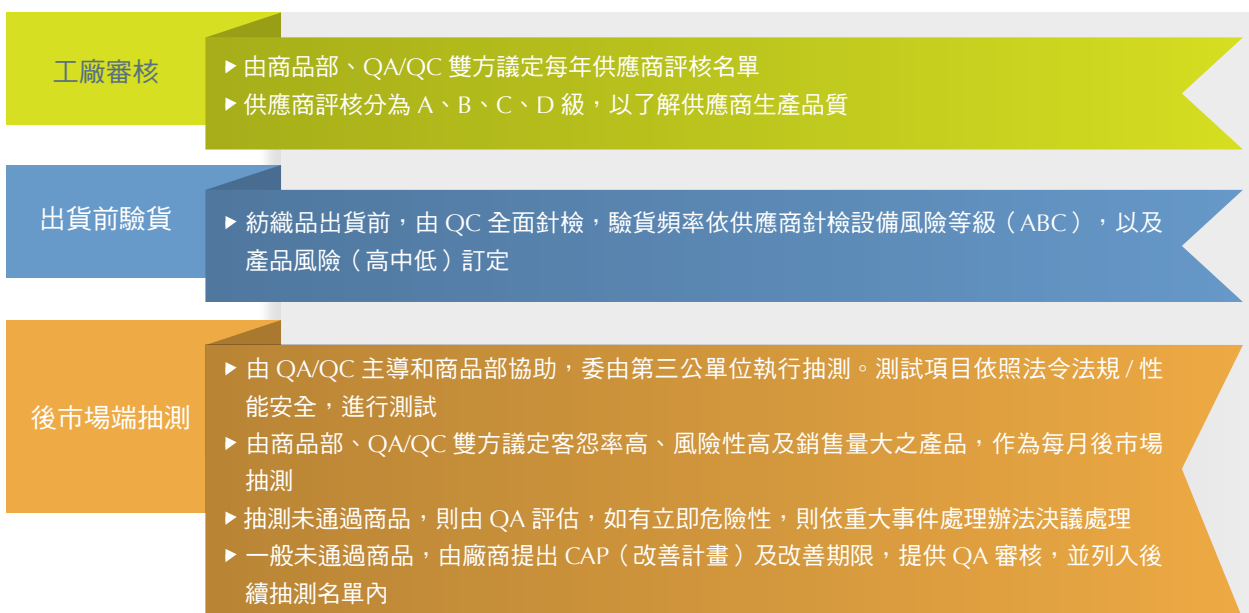 工廠審核
▶ 由商品部、QA/QC 雙方議定每年供應商評核名單
▶ 供應商評核分為 A、B、C、D 級，以了解供應商生產品質
出貨前驗貨
▶ 紡織品出貨前，由 QC 全面針檢，驗貨頻率依供應商針檢設備風險等級（ABC），以及
產品風險（高中低）訂定
後市場端抽測
▶ 由 QA/QC 主導和商品部協助，委由第三公單位執行抽測。測試項目依照法令法規 / 性
能安全，進行測試
▶ 由商品部、QA/QC 雙方議定客怨率高、風險性高及銷售量大之產品，作為每月後市場
抽測
▶ 抽測未通過商品，則由 QA 評估，如有立即危險性，則依重大事件處理辦法決議處理
▶ 一般未通過商品，由廠商提出 CAP（改善計畫）及改善期限，提供 QA 審核，並列入後
續抽測名單內